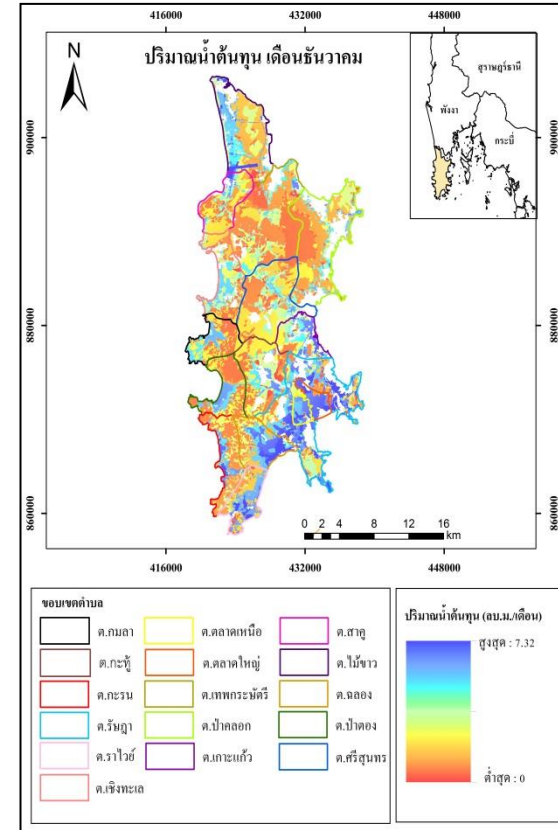 416000 432000 448000
N
ปริมาณน้ำต้นทุน เดือนธันวาคม
สุราษฎร์ธานี
พังงา
กระบี่
900000 900000
880000 880000
860000 860000
0 2 4 8 12 16
km
416000 432000 448000
ขอบเขตตำบล
ต.กมลา ต.ตลาดเหนือ ต.สาคู
ต.กะทู้ ต.ตลาดใหญ่ ต.ไม้ขาว
ต.กะรน ต.เทพกระษัตรี ต.ฉลอง
ต.รัษฎา ต.ป่าคลอก ต.ป่าตอง
ต.ราไวย์ ต.เกาะแก้ว ต.ศรีสุนทร
ต.เชิงทะเล
ปริมาณน้ำต้นทุน (ลบ.ม./เดือน)
สูงสุด : 7.32
ต่ำสุด : 0